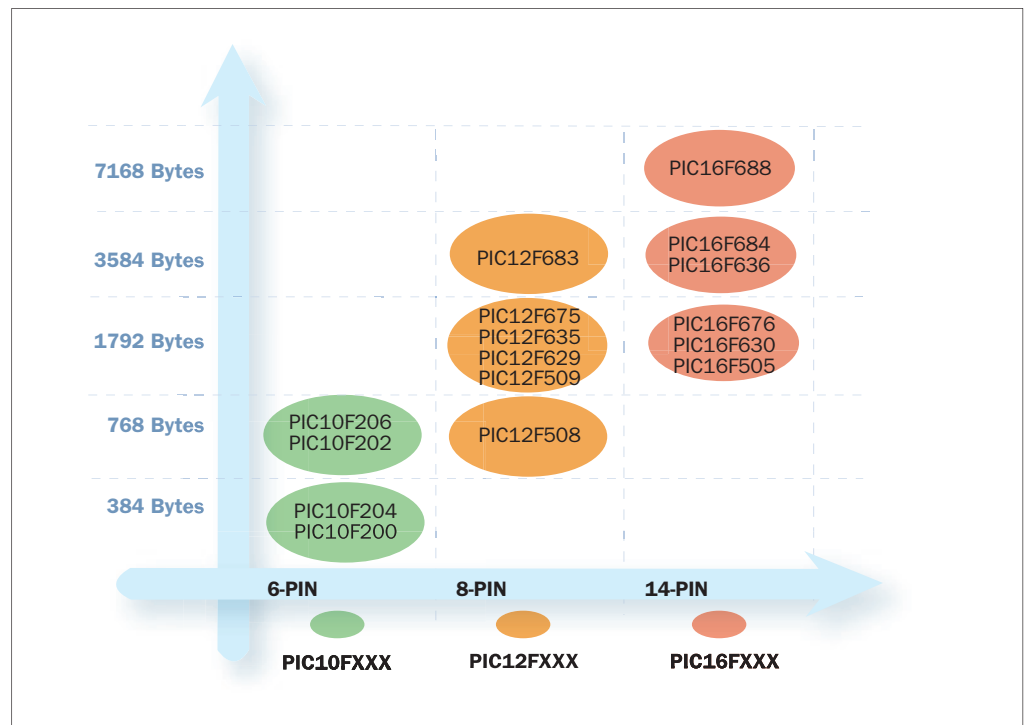 7168 Bytes
PIC16F688
3584 Bytes
PIC12F683
PIC16F684
PIC16F636
1792 Bytes
PIC12F675
PIC12F635
PIC12F629
PIC12F509
PIC16F676
PIC16F630
PIC16F505
768 Bytes
PIC10F206
PIC10F202
PIC12F508
384 Bytes
PIC10F204
PIC10F200
6-PIN
8-PIN
14-PIN
PIC10FXXX
PIC12FXXX
PIC16FXXX